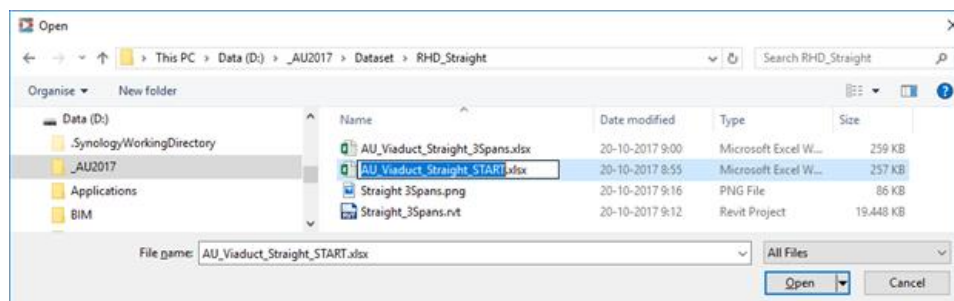 Open
This PC > Data (D:) > _AU2017 > Dataset > RHD_Straight
Search RHD_Straight
Organise
New folder
Data (D:)
.SynologyWorkingDirectory
_AU2017
Applications
BIM
Name Date modified Type Size
AU_Viaduct_Straight_3Spans.xlsx 20-10-2017 9:00 Microsoft Excel W... 259 KB
AU_Viaduct_Straight_START.xlsx 20-10-2017 8:55 Microsoft Excel W... 257 KB
Straight 3Spans.png 20-10-2017 9:16 PNG File 86 KB
Straight_3Spans.rvt 20-10-2017 9:12 Revit Project 19.448 KB
File name: AU_Viaduct_Straight_START.xlsx
All Files
Open
Cancel